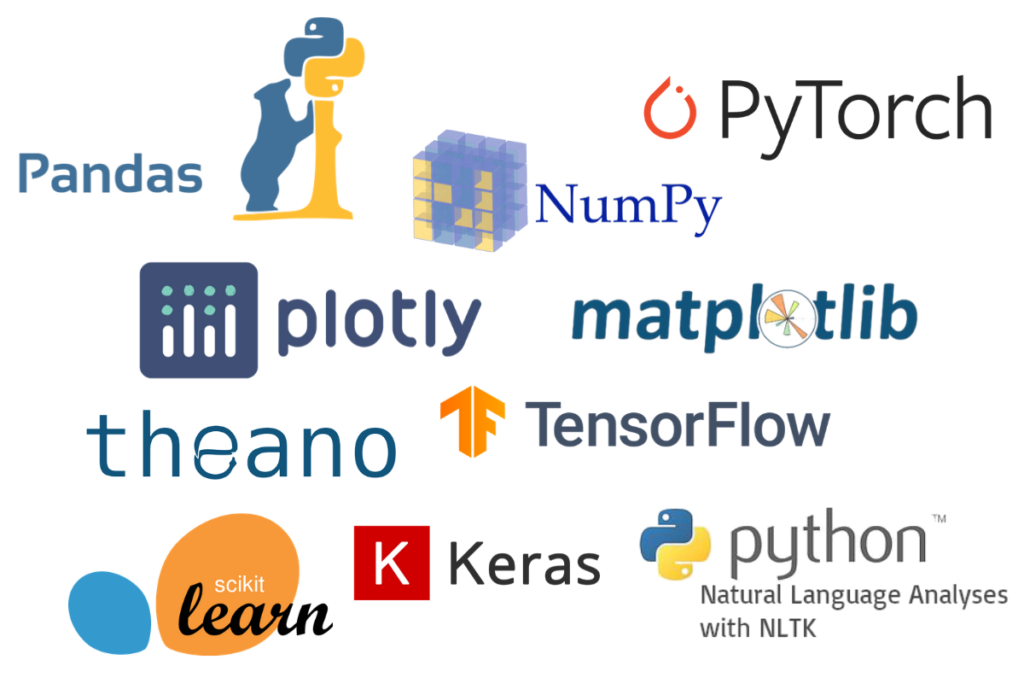 Pandas
PyTorch
NumPy
plotly
matplotlib
theano
TensorFlow
scikit
learn
K Keras
python™
Natural Language Analyses
with NLTK